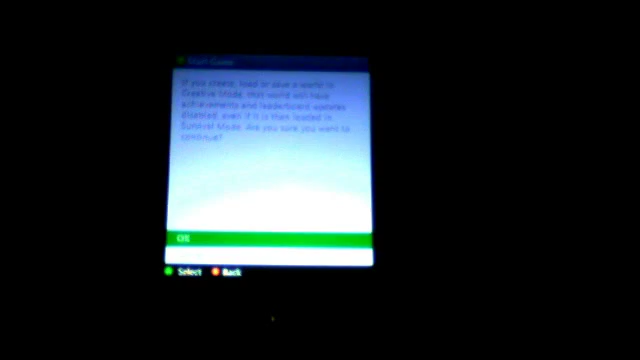 Start Game
If you create, load or save a world in
Creative Mode, that world will have
achievements and leaderboard updates
disabled, even if it is then loaded in
Survival Mode. Are you sure you want to
continue?
OK
Select Back